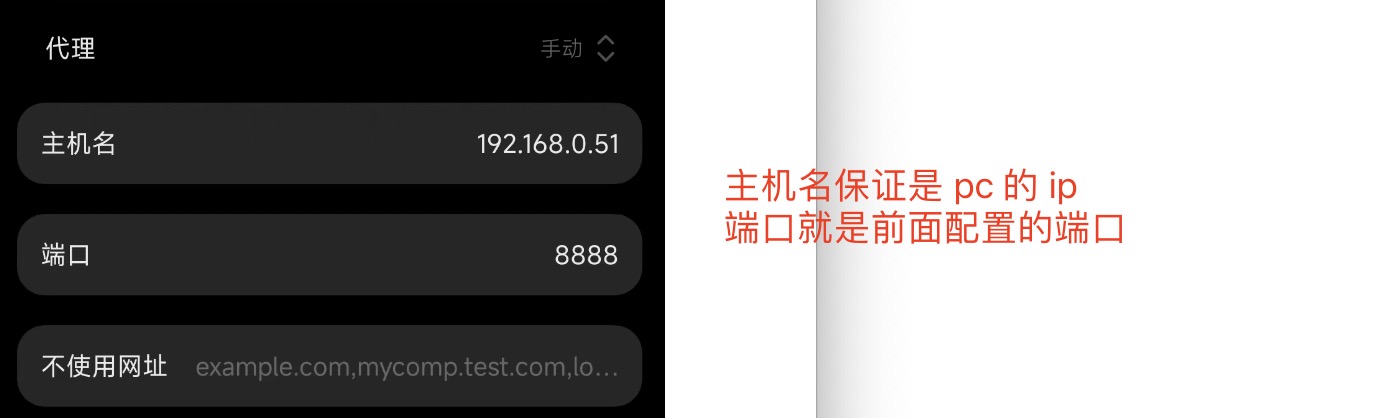 代理 手动
主机名 192.168.0.51
端口 8888
不使用网址 example.com,mycomp.test.com,lo...
主机名保证是 pc 的 ip
端口就是前面配置的端口